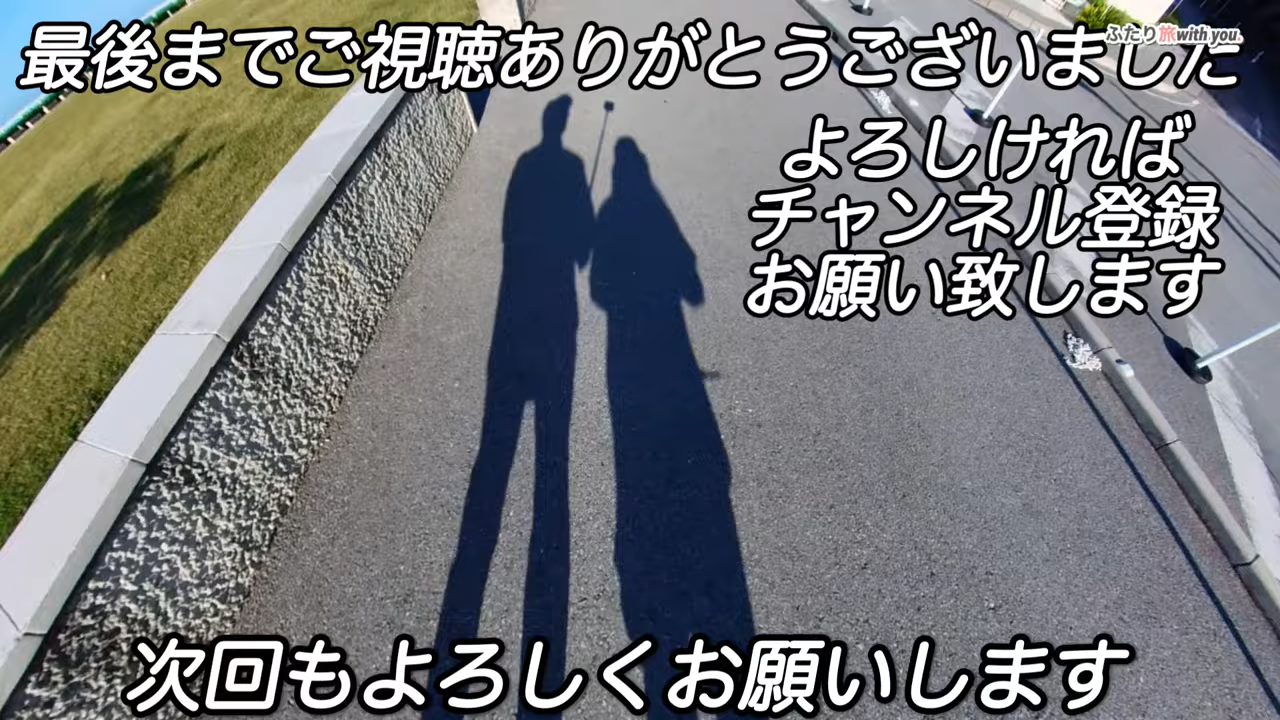 最後までご視聴ありがとうございました
ふたり旅with you
よろしければ
チャンネル登録
お願い致します
次回もよろしくお願いします